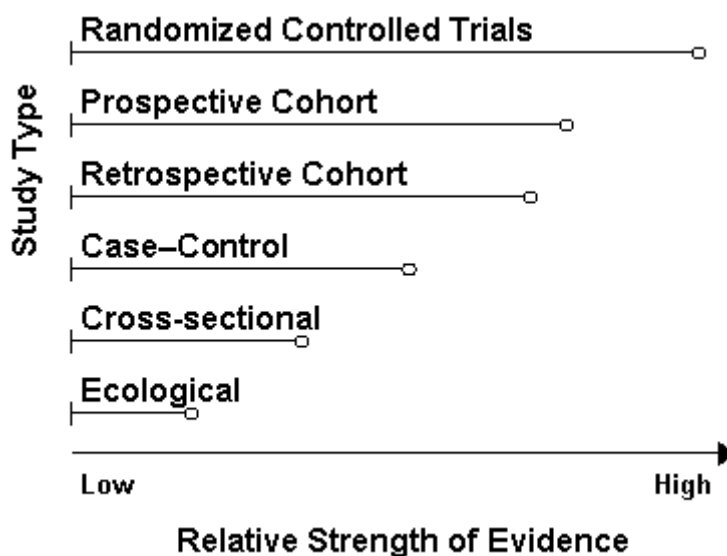 Randomized Controlled Trials
Prospective Cohort
Retrospective Cohort
Case–Control
Cross-sectional
Ecological
Study Type
Low High
Relative Strength of Evidence